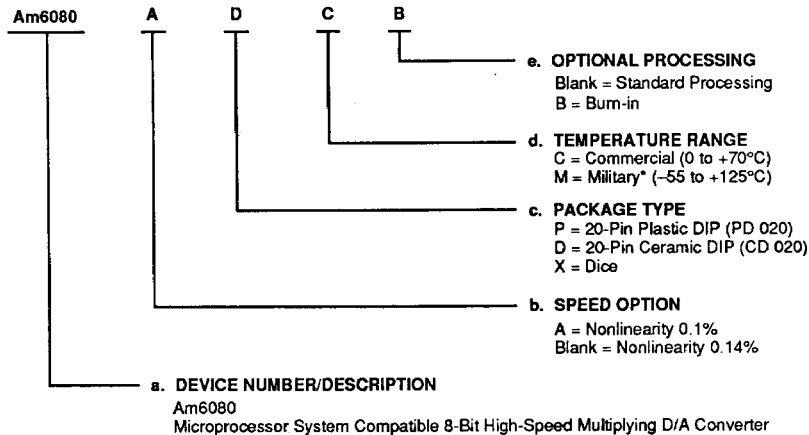 Am6080 A D C B
e. OPTIONAL PROCESSING
Blank = Standard Processing
B = Burn-in
d. TEMPERATURE RANGE
C = Commercial (0 to +70°C)
M = Military* (–55 to +125°C)
c. PACKAGE TYPE
P = 20-Pin Plastic DIP (PD 020)
D = 20-Pin Ceramic DIP (CD 020)
X = Dice
b. SPEED OPTION
A = Nonlinearity 0.1%
Blank = Nonlinearity 0.14%
a. DEVICE NUMBER/DESCRIPTION
Am6080
Microprocessor System Compatible 8-Bit High-Speed Multiplying D/A Converter